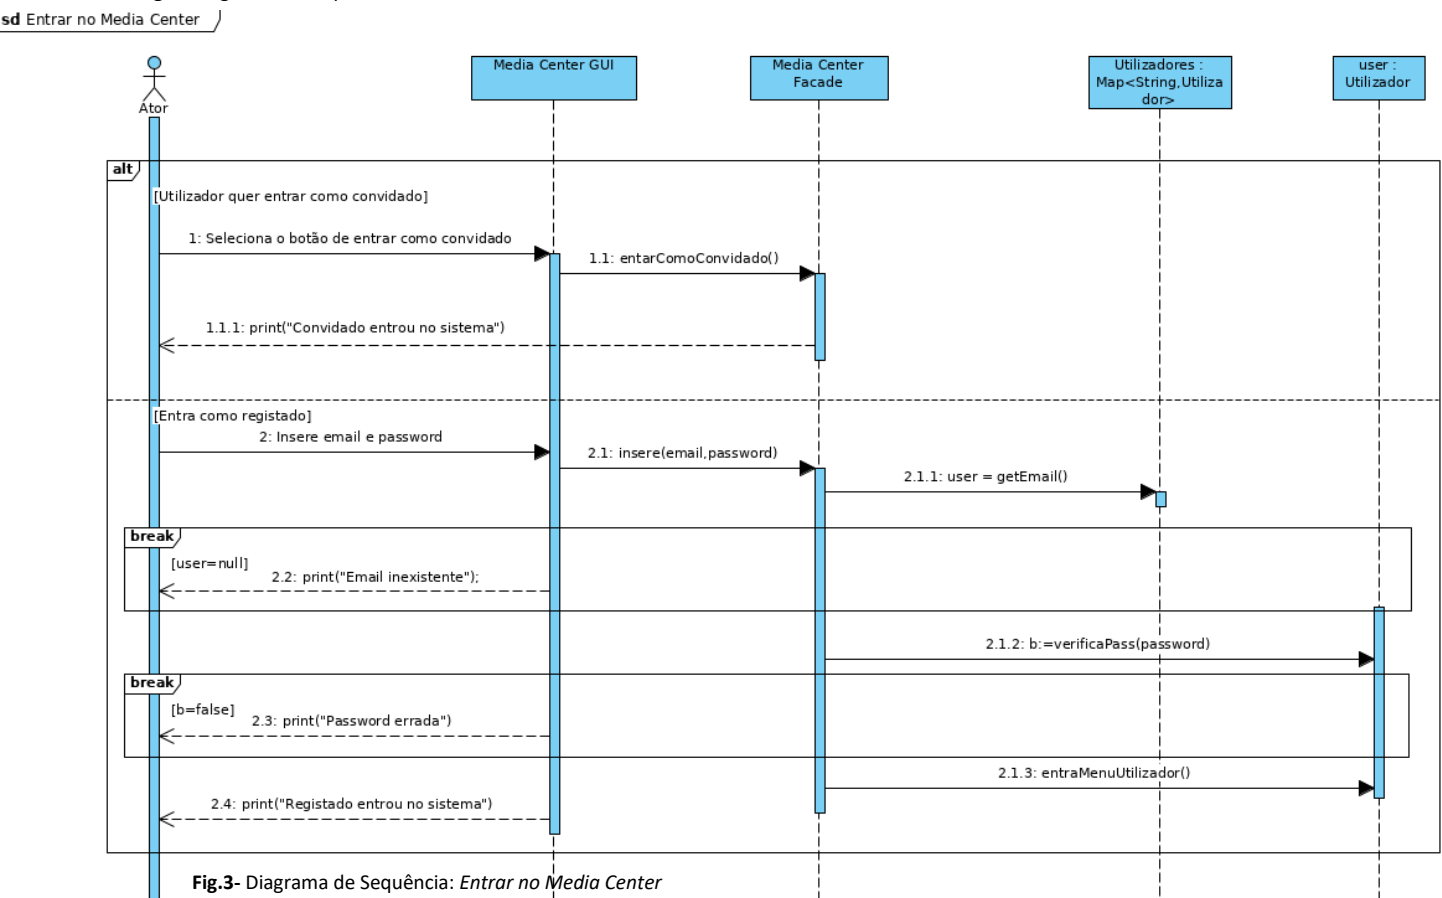 sd Entrar no Media Center
Ator
Media Center GUI
Media Center
Facade
Utilizadores :
Map<String,Utiliza
dor>
user :
Utilizador
alt
[Utilizador quer entrar como convidado]
1: Seleciona o botão de entrar como convidado
1.1: entarComoConvidado()
1.1.1: print("Convidado entrou no sistema")
[Entra como registado]
2: Insere email e password
2.1: insere(email,password)
2.1.1: user = getEmail()
break
[user=null]
2.2: print("Email inexistente");
2.1.2: b:=verificaPass(password)
break
[b=false]
2.3: print("Password errada")
2.1.3: entraMenuUtilizador()
2.4: print("Registado entrou no sistema")
Fig.3- Diagrama de Sequência: Entrar no Media Center